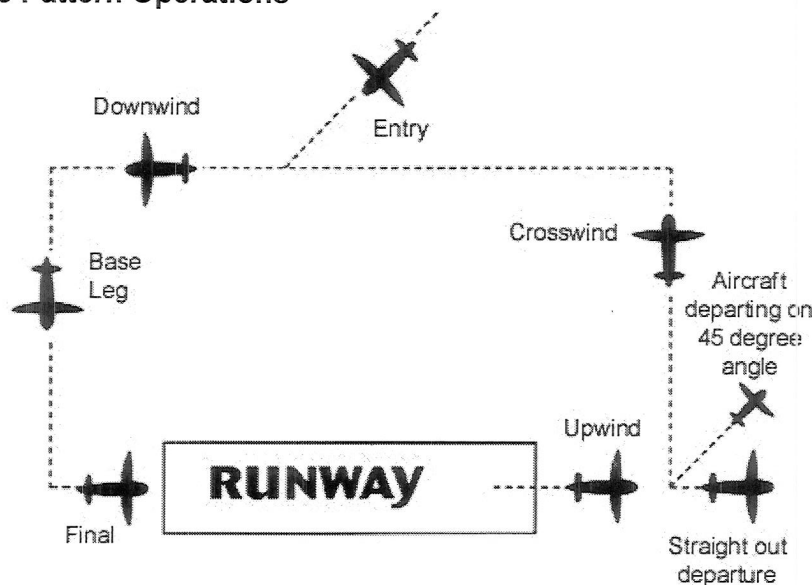 Pattern Operations
Downwind
Entry
Crosswind
Base
Leg
Aircraft
departing on
45 degree
angle
Upwind
RUNWAY
Final
Straight out
departure